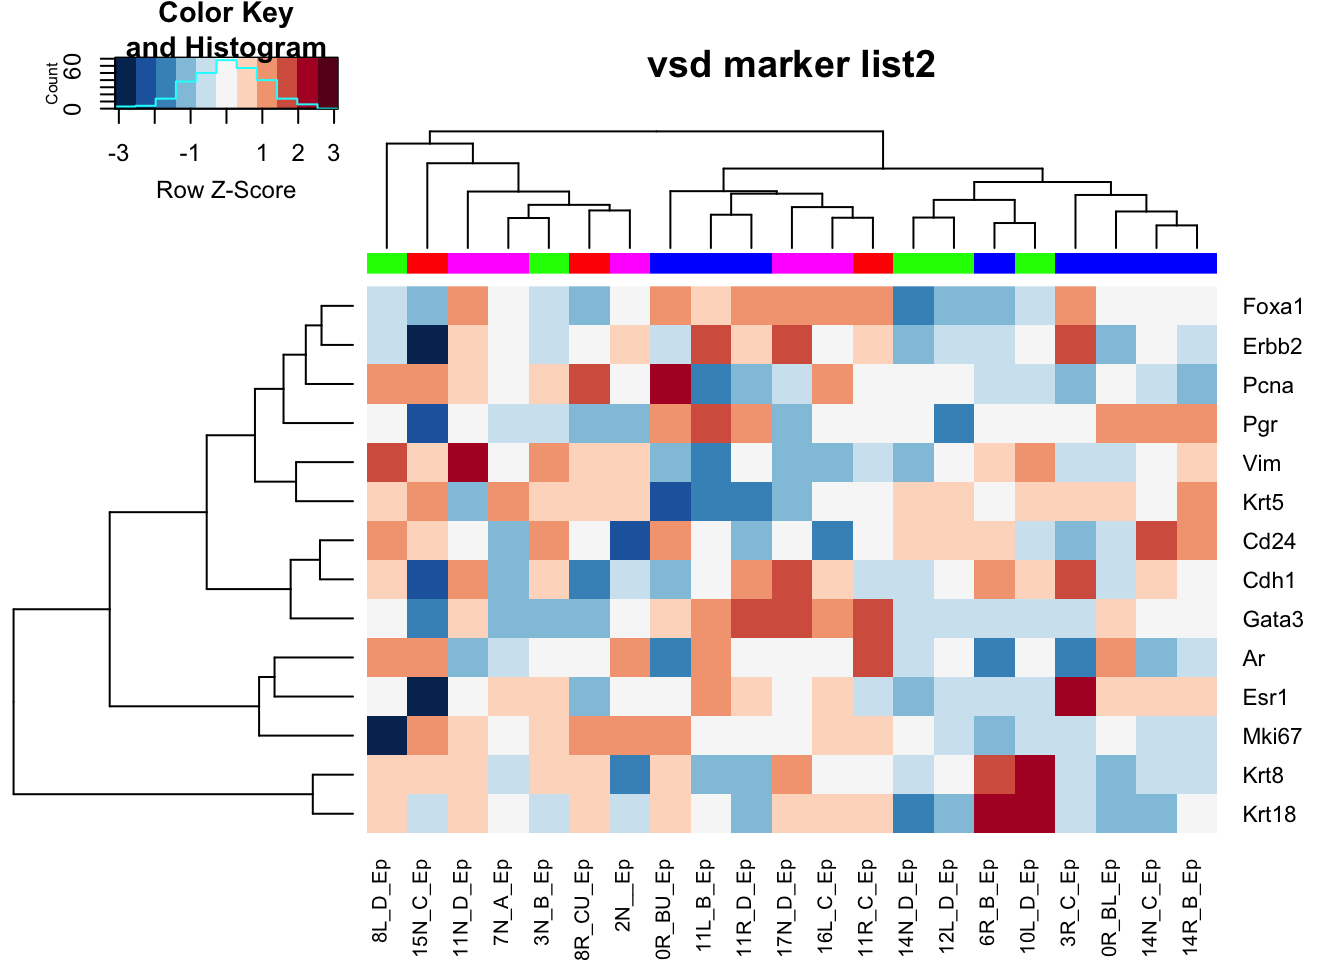 Color Key
and Histogram
Count
0 60
-3 -1 1 2 3
Row Z-Score
vsd marker list2
Foxa1
Erbb2
Pcna
Pgr
Vim
Krt5
Cd24
Cdh1
Gata3
Ar
Esr1
Mki67
Krt8
Krt18
8L_D_Ep
15N_C_Ep
11N_D_Ep
7N_A_Ep
3N_B_Ep
8R_CU_Ep
2N__Ep
0R_BU_Ep
11L_B_Ep
11R_D_Ep
17N_D_Ep
16L_C_Ep
11R_C_Ep
14N_D_Ep
12L_D_Ep
6R_B_Ep
10L_D_Ep
3R_C_Ep
0R_BL_Ep
14N_C_Ep
14R_B_Ep